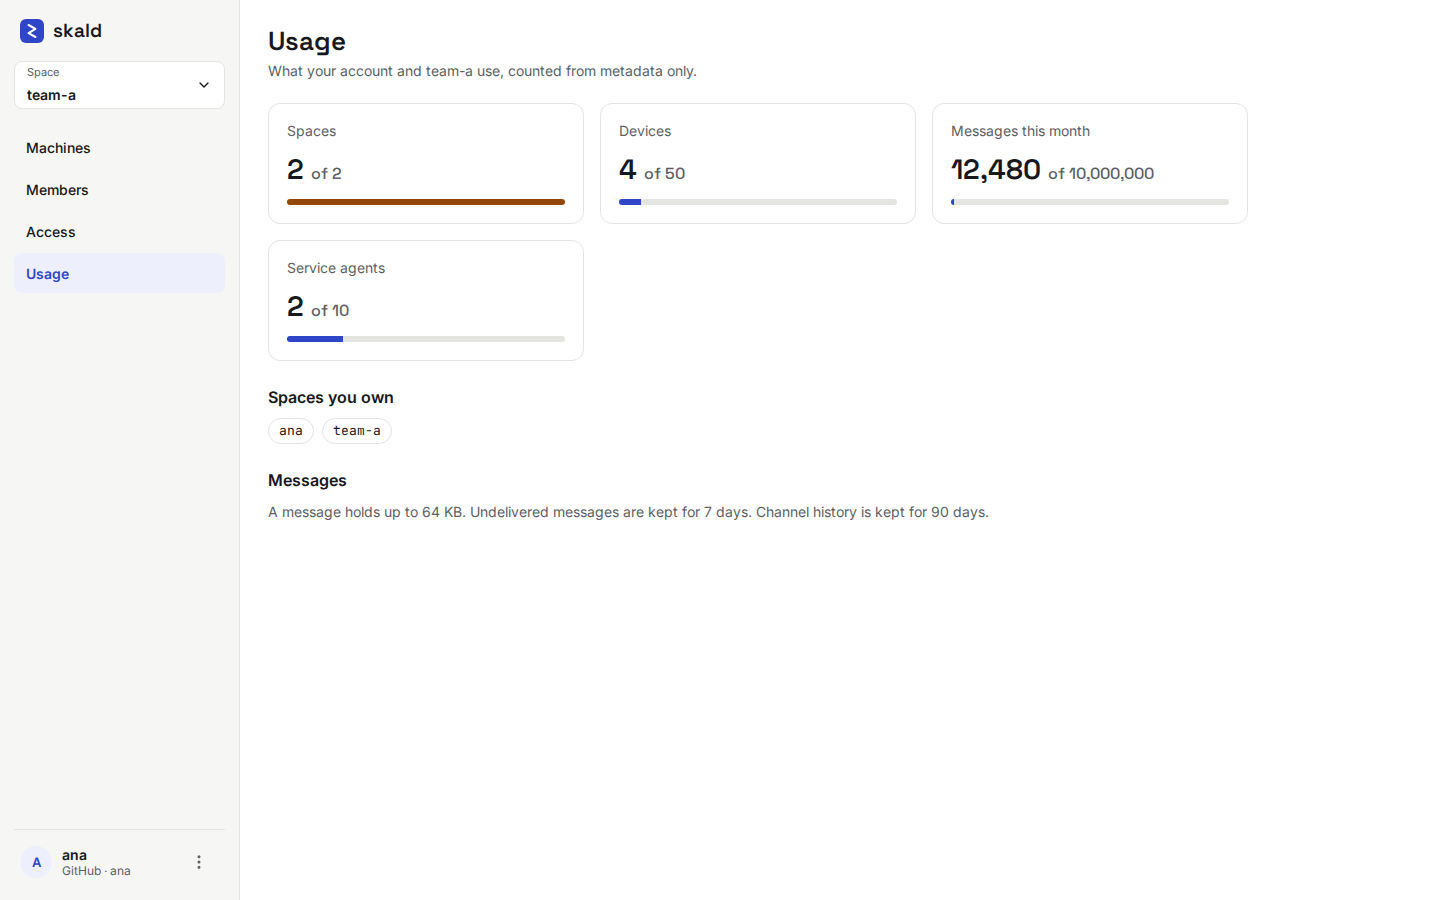 skald
Space
team-a
Machines
Members
Access
Usage
A
ana
GitHub · ana
Usage
What your account and team-a use, counted from metadata only.
Spaces
2 of 2
Devices
4 of 50
Messages this month
12,480 of 10,000,000
Service agents
2 of 10
Spaces you own
ana
team-a
Messages
A message holds up to 64 KB. Undelivered messages are kept for 7 days. Channel history is kept for 90 days.